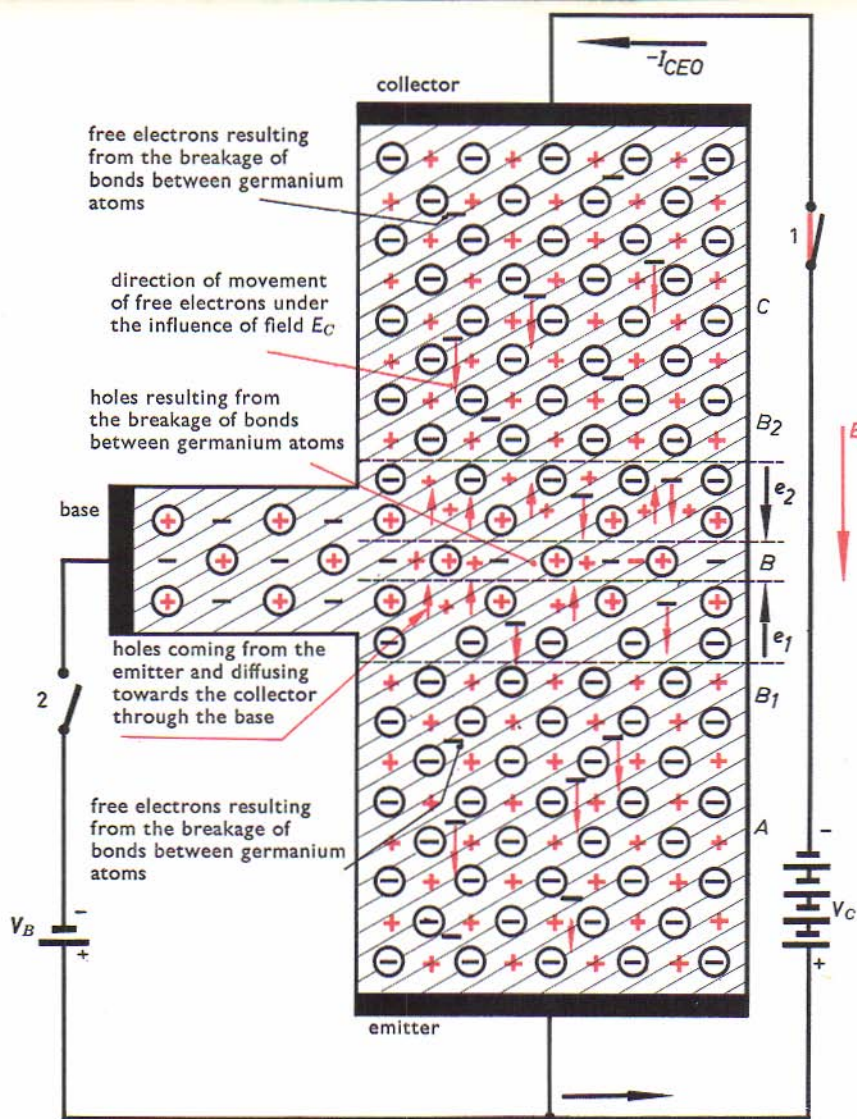 -ICEO
collector
free electrons resulting
from the breakage of
bonds between germanium
atoms
1
direction of movement
of free electrons under
the influence of field EC
C
holes resulting from
the breakage of bonds
between germanium atoms
B2
E
e2
base
B
e1
holes coming from the
emitter and diffusing
towards the collector
through the base
2
B1
free electrons resulting
from the breakage of
bonds between germanium
atoms
A
VB
-
+
-
VC
+
emitter